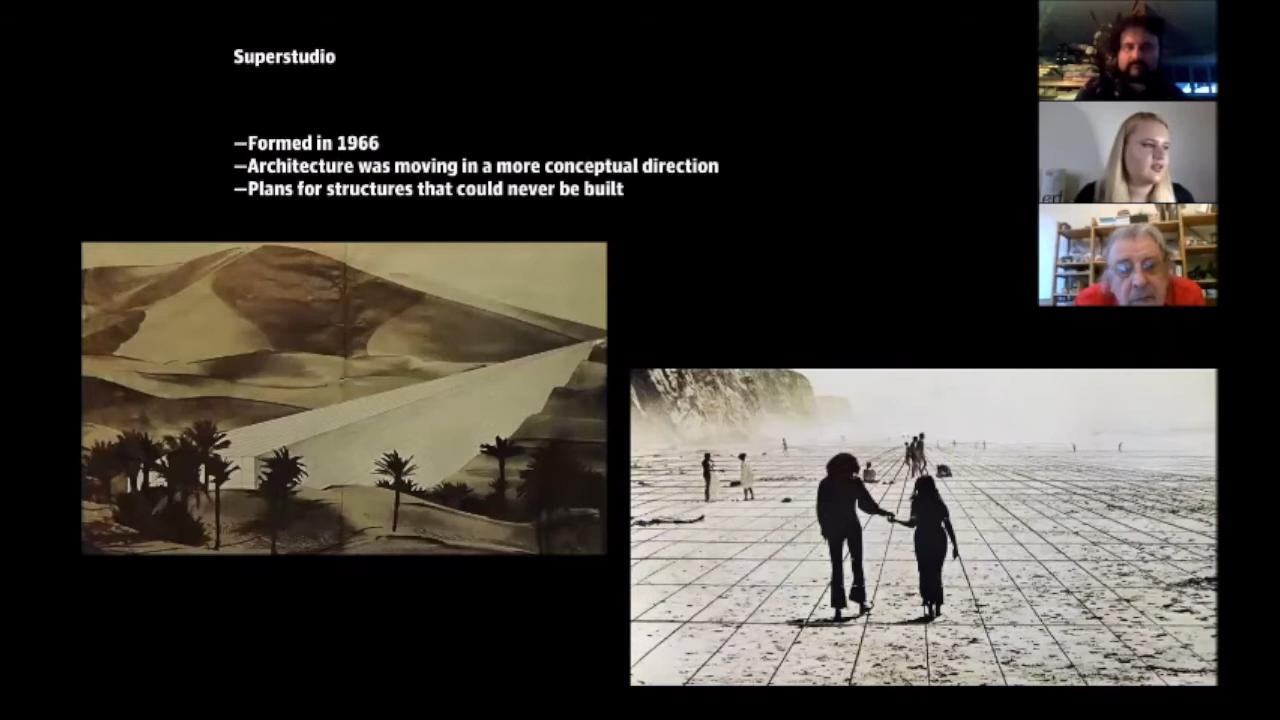 Superstudio
—Formed in 1966
—Architecture was moving in a more conceptual direction
—Plans for structures that could never be built